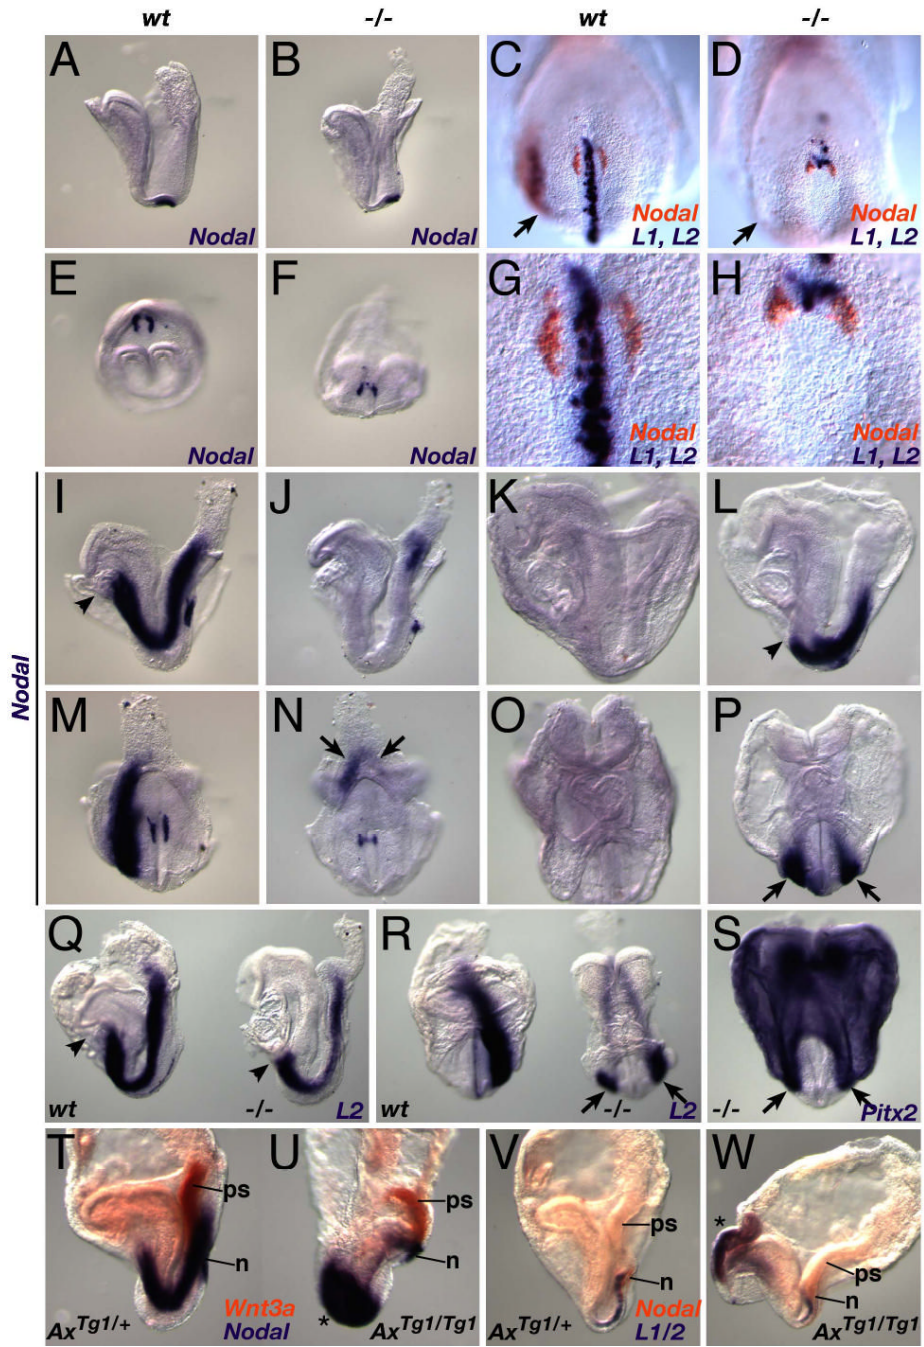 wt -/- wt -/-
A B C D
Nodal Nodal Nodal Nodal
L1, L2 L1, L2
E F G H
Nodal Nodal Nodal Nodal
L1, L2 L1, L2
I J K L
Nodal
M N O P
Q R S
wt -/- L2 wt -/- L2 -/- Pitx2
T U V W
ps ps ps ps
n n n n
* *
Wnt3a Nodal
Ax^Tg1/+ Nodal Ax^Tg1/Tg1 Ax^Tg1/+ L1/2 Ax^Tg1/Tg1